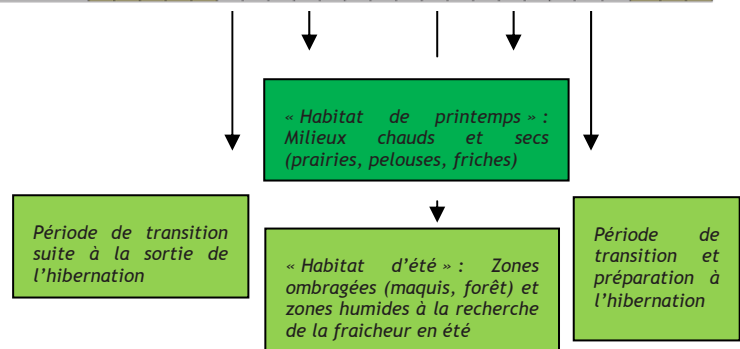 « Habitat de printemps » :
Milieux chauds et secs
(prairies, pelouses, friches)
Période de transition
suite à la sortie de
l’hibernation
« Habitat d’été » : Zones
ombragées (maquis, forêt) et
zones humides à la recherche
de la fraicheur en été
Période de
transition et
préparation à
l’hibernation